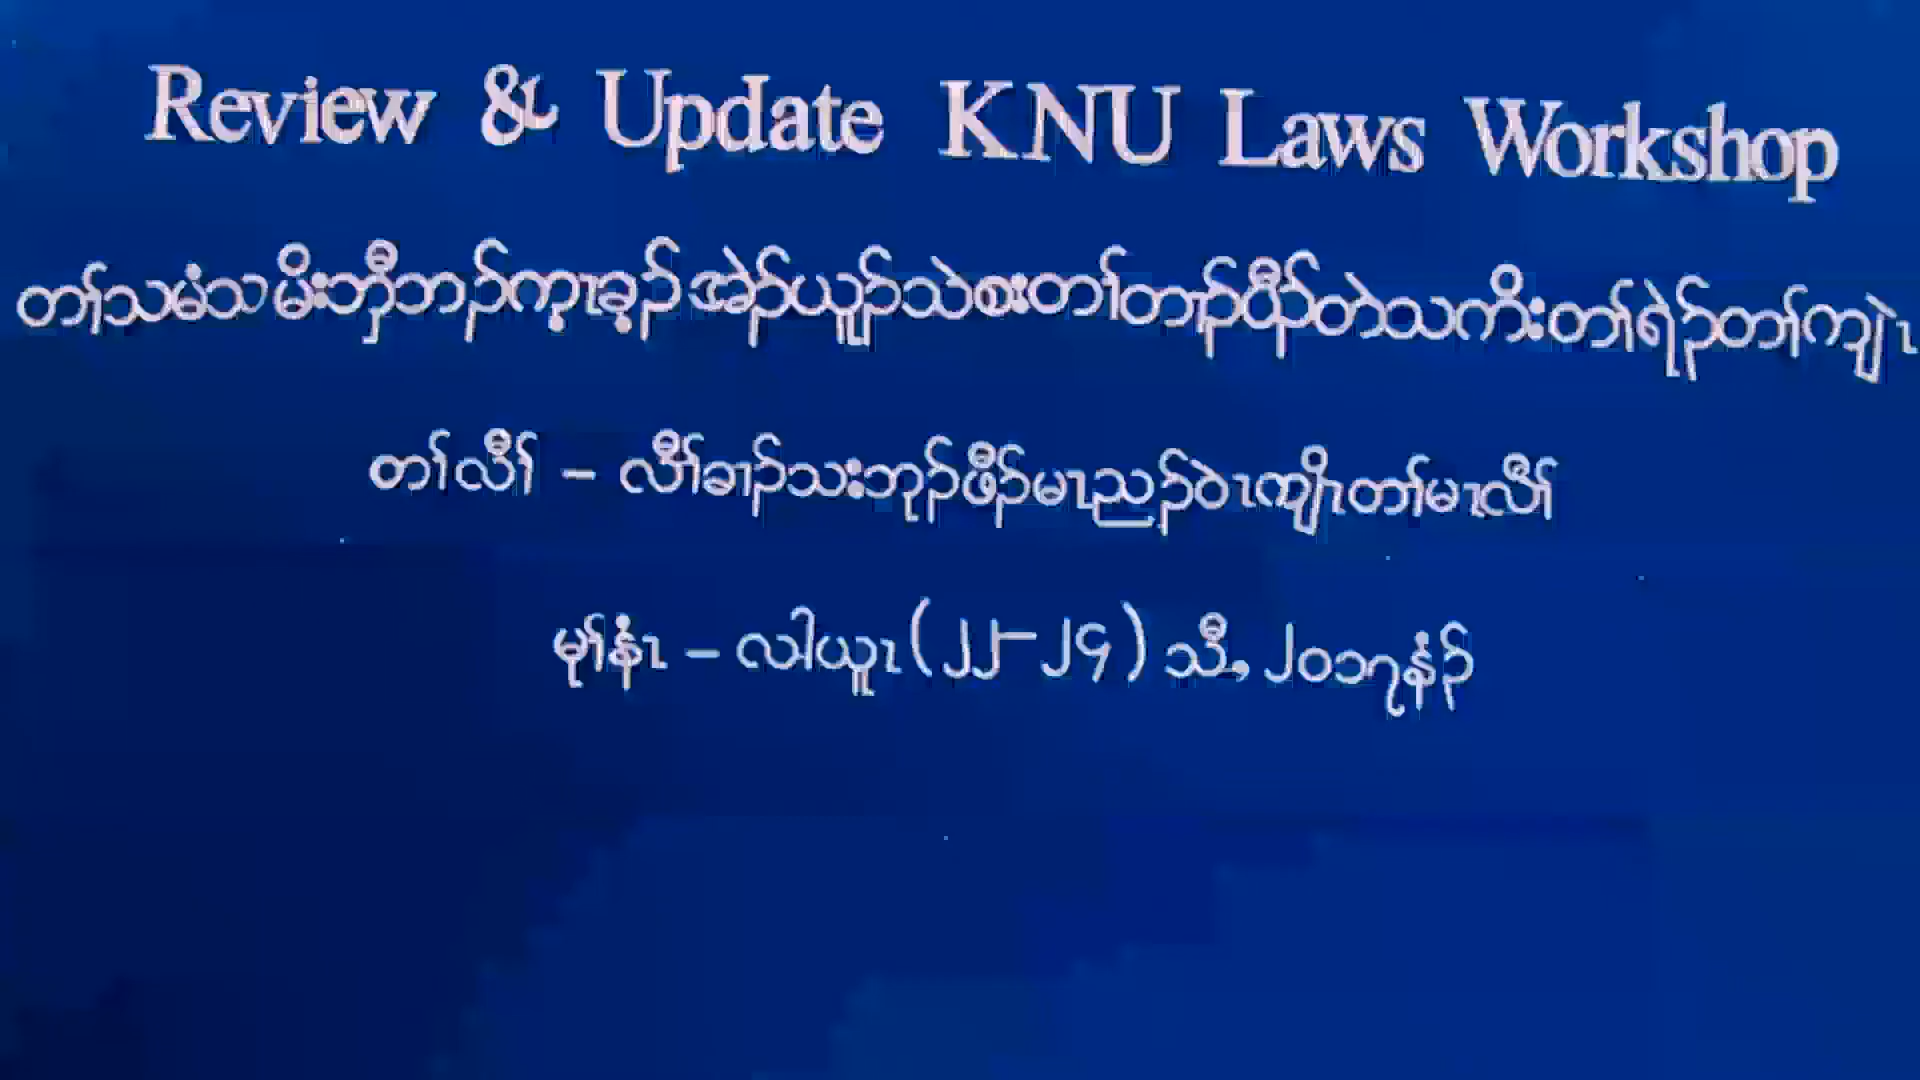 Review & Update KNU Laws Workshop
တၢ်သမံသမိးဘှီဘၣ်က့ၤခ့ၣ်အဲၣ်ယူၣ်သဲစးတၢ်တၢၣ်ပီၣ်တဲသကိးတၢ်ရဲၣ်တၢ်ကျဲၤ
တၢ်လီၢ် – လီၢ်ခၢၣ်သးဘုၣ်ဖီၣ်မၤညၣ်ဝဲၤကျိၤတၢ်မၤလီၢ်
မုၢ်နံၤ – လါယူၤ (၂၂–၂၄) သီ, ၂၀၁၇နံၣ်